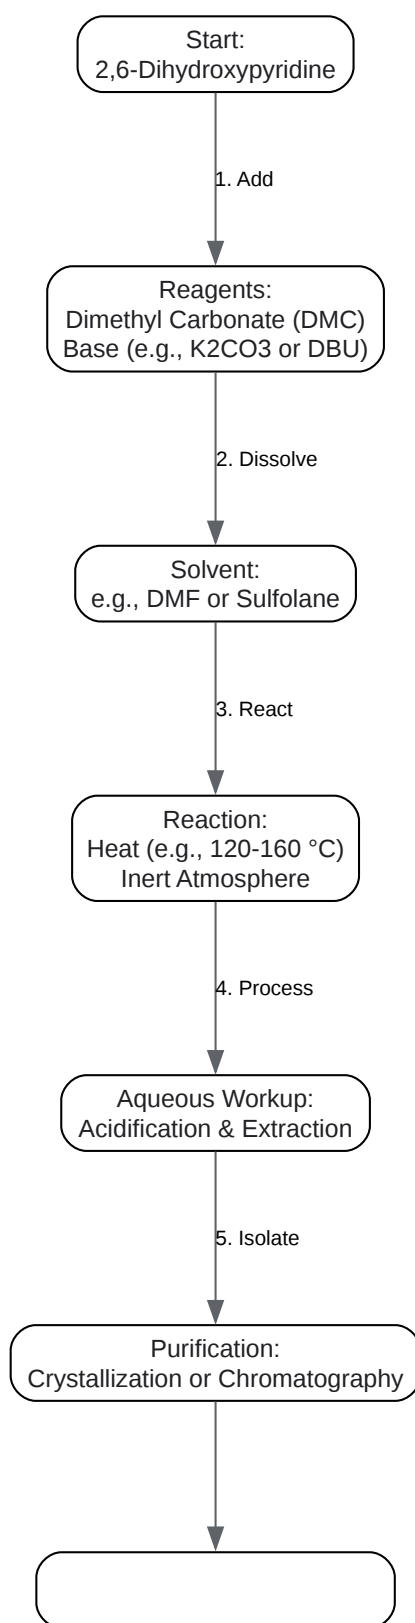 Start:
2,6-Dihydroxypyridine
1. Add
Reagents:
Dimethyl Carbonate (DMC)
Base (e.g., K2CO3 or DBU)
2. Dissolve
Solvent:
e.g., DMF or Sulfolane
3. React
Reaction:
Heat (e.g., 120-160 °C)
Inert Atmosphere
4. Process
Aqueous Workup:
Acidification & Extraction
5. Isolate
Purification:
Crystallization or Chromatography